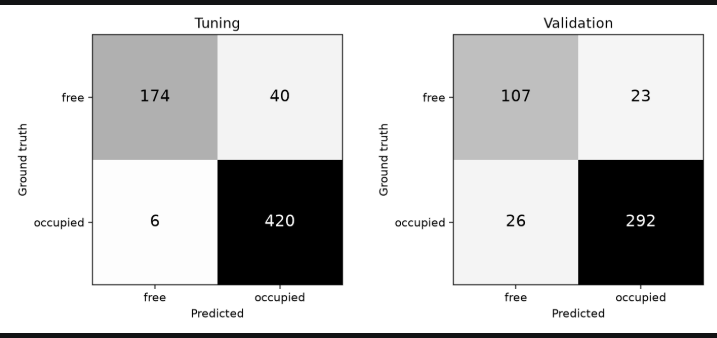 Tuning
Validation
Ground truth
free
174
40
occupied
6
420
free
occupied
Predicted
Ground truth
free
107
23
occupied
26
292
free
occupied
Predicted